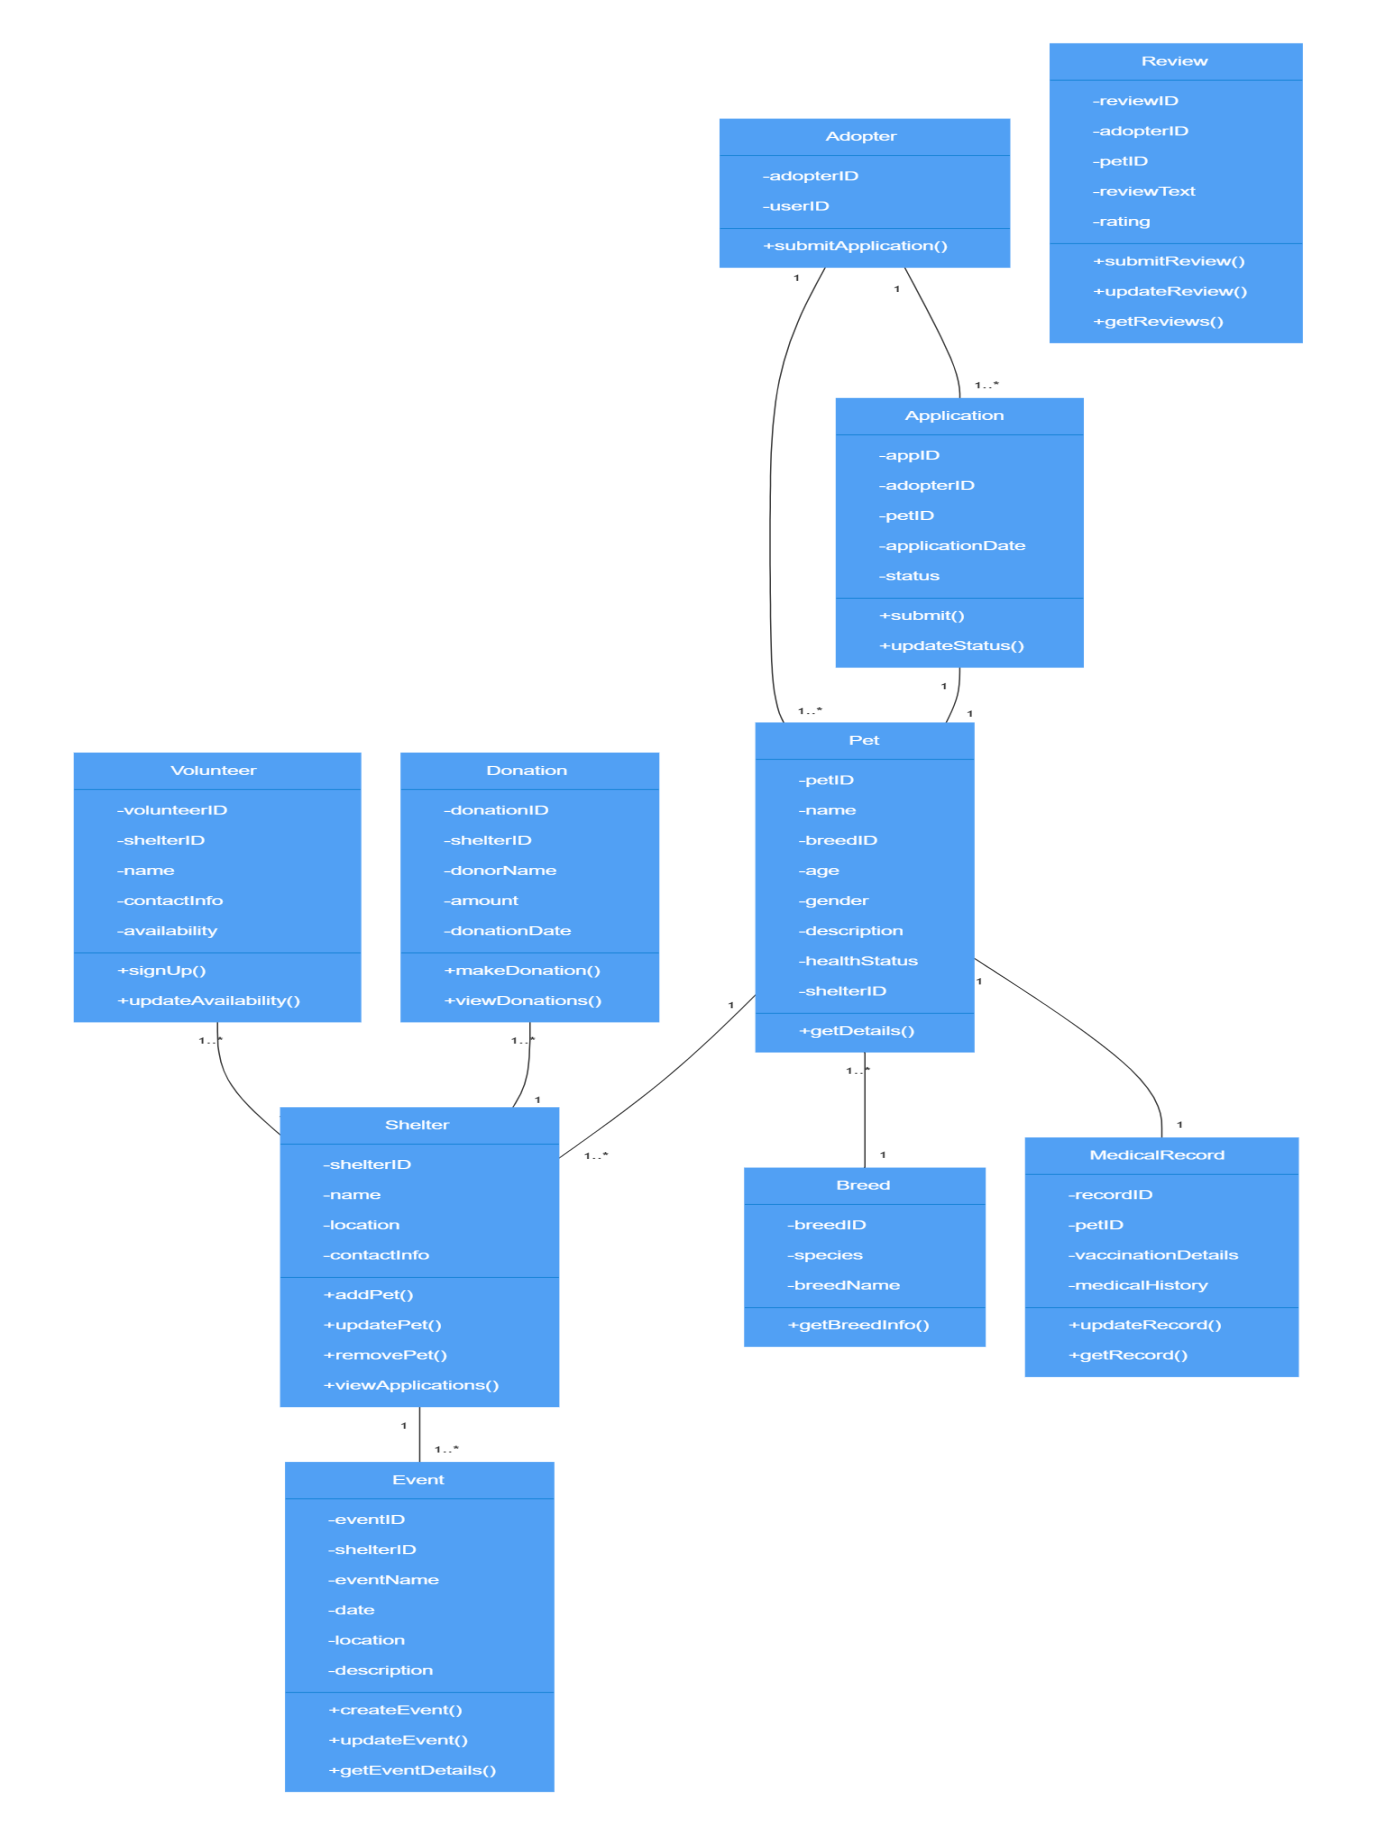 Review
-reviewID
-adopterID
-petID
-reviewText
-rating
+submitReview()
+updateReview()
+getReviews()
Adopter
-adopterID
-userID
+submitApplication()
1
1
1..*
Application
-appID
-adopterID
-petID
-applicationDate
-status
+submit()
+updateStatus()
1
1..*
1
Pet
-petID
-name
-breedID
-age
-gender
-description
-healthStatus
-shelterID
+getDetails()
Volunteer
-volunteerID
-shelterID
-name
-contactInfo
-availability
+signUp()
+updateAvailability()
Donation
-donationID
-shelterID
-donorName
-amount
-donationDate
+makeDonation()
+viewDonations()
1
1
1..*
1..*
1..*
1
1..*
1
1
Shelter
-shelterID
-name
-location
-contactInfo
+addPet()
+updatePet()
+removePet()
+viewApplications()
Breed
-breedID
-species
-breedName
+getBreedInfo()
MedicalRecord
-recordID
-petID
-vaccinationDetails
-medicalHistory
+updateRecord()
+getRecord()
1
1..*
Event
-eventID
-shelterID
-eventName
-date
-location
-description
+createEvent()
+updateEvent()
+getEventDetails()